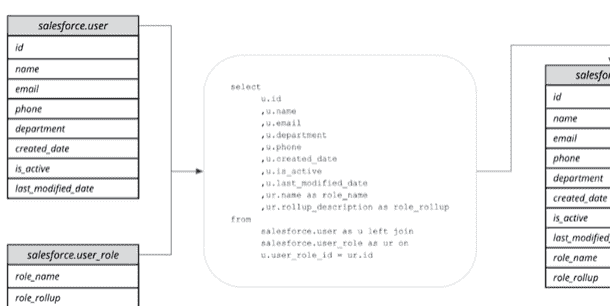 salesforce.user
id
name
email
phone
department
created_date
is_active
last_modified_date
salesforce.user_role
role_name
role_rollup
select
u.id
,u.name
,u.email
,u.department
,u.phone
,u.created_date
,u.is_active
,u.last_modified_date
,ur.name as role_name
,ur.rollup_description as role_rollup
from
salesforce.user as u left join
salesforce.user_role as ur on
u.user_role_id = ur.id
id
name
email
phone
department
created_date
is_active
role_name
role_rollup